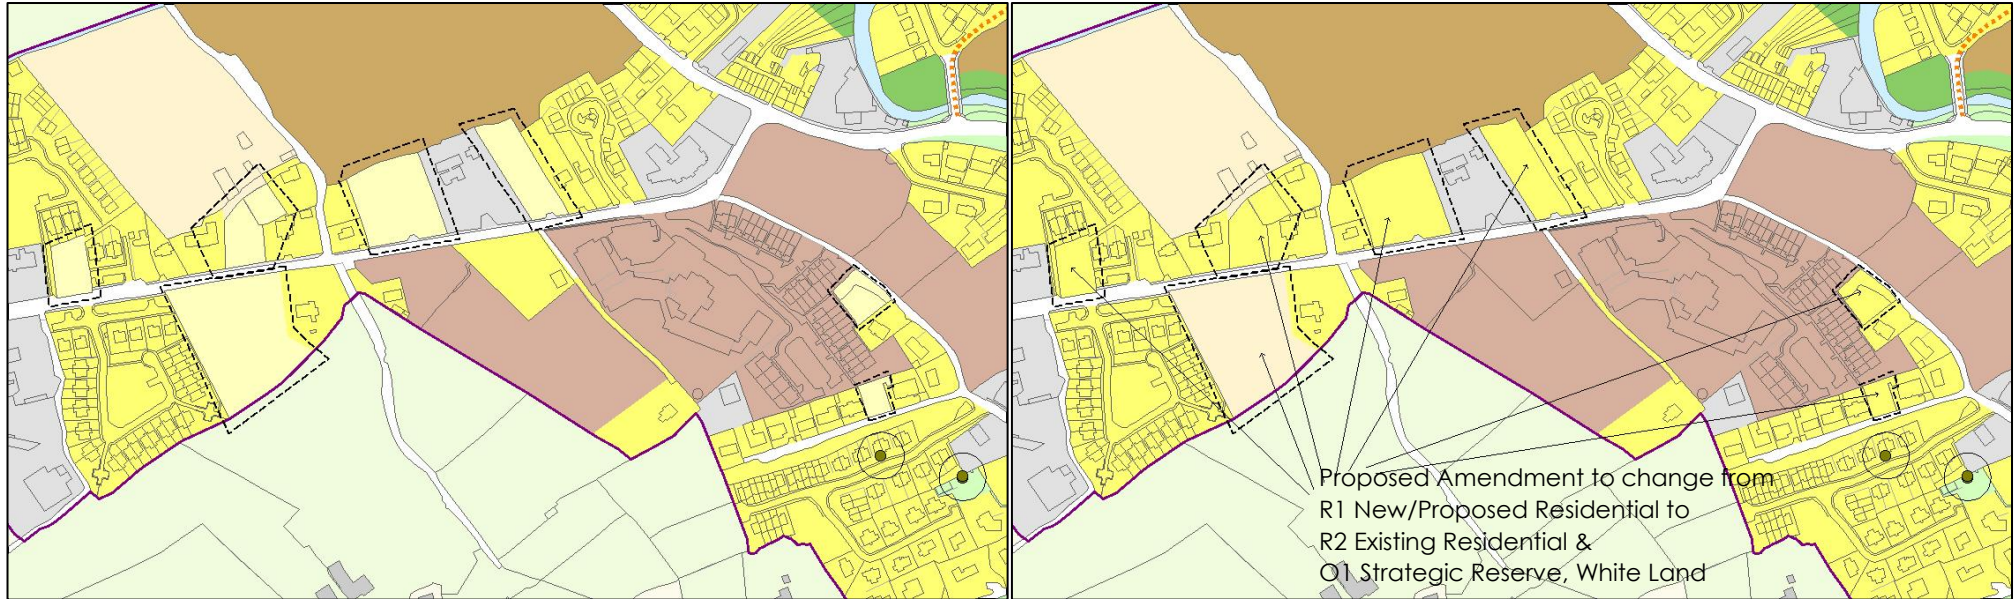 Proposed Amendment to change from
R1 New/Proposed Residential to
R2 Existing Residential &
O1 Strategic Reserve, White Land